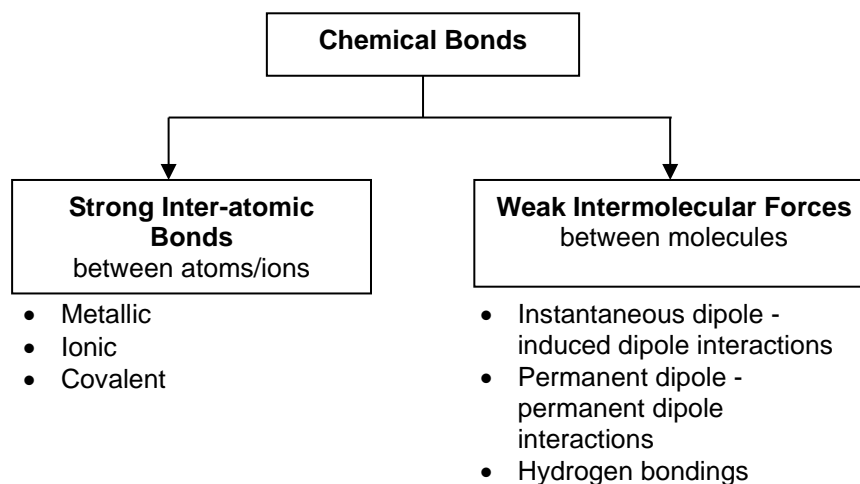 Chemical Bonds
Strong Inter-atomic
Bonds
between atoms/ions
• Metallic
• Ionic
• Covalent
Weak Intermolecular Forces
between molecules
• Instantaneous dipole -
induced dipole interactions
• Permanent dipole -
permanent dipole
interactions
• Hydrogen bondings